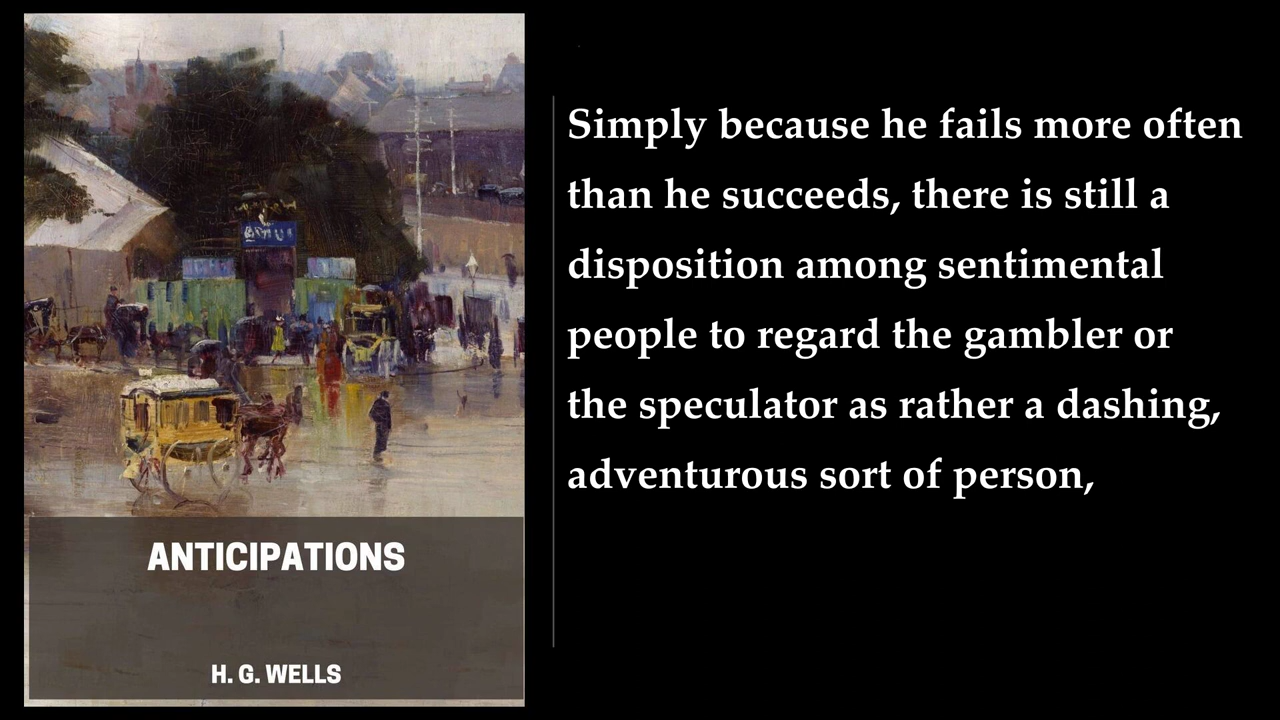 ANTICIPATIONS
H. G. WELLS
Simply because he fails more often
than he succeeds, there is still a
disposition among sentimental
people to regard the gambler or
the speculator as rather a dashing,
adventurous sort of person,